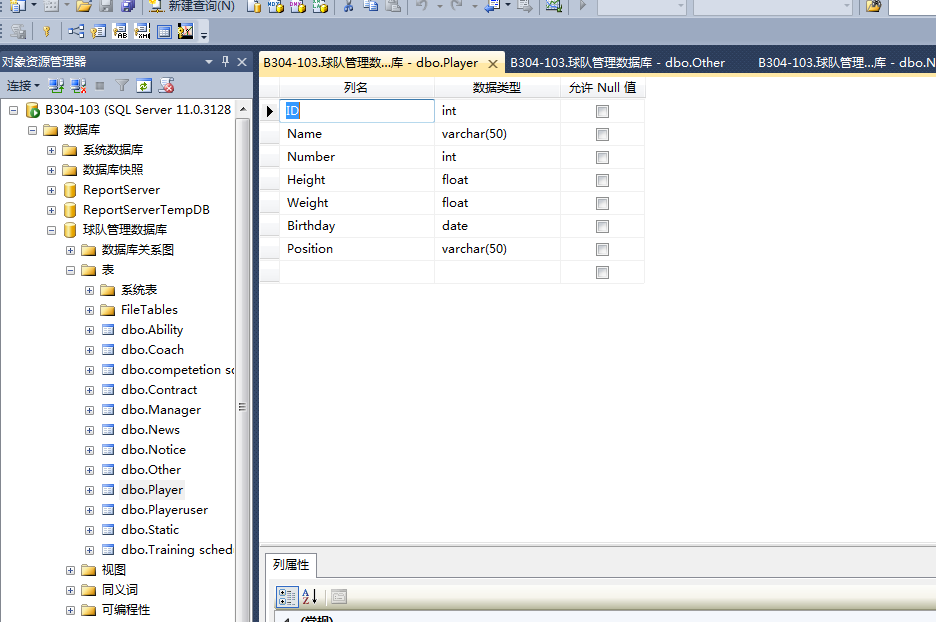 新建查询(N)
对象资源管理器
连接
B304-103 (SQL Server 11.0.3128
数据库
系统数据库
数据库快照
ReportServer
ReportServerTempDB
球队管理数据库
数据库关系图
表
系统表
FileTables
dbo.Ability
dbo.Coach
dbo.competetion sc
dbo.Contract
dbo.Manager
dbo.News
dbo.Notice
dbo.Other
dbo.Player
dbo.Playeruser
dbo.Static
dbo.Training sched
视图
同义词
可编程性
B304-103.球队管理数...库 - dbo.Player
B304-103.球队管理数据库 - dbo.Other
B304-103.球队管理...库 - dbo.N
列名 数据类型 允许 Null 值
ID int
Name varchar(50)
Number int
Height float
Weight float
Birthday date
Position varchar(50)
列属性
(常规)